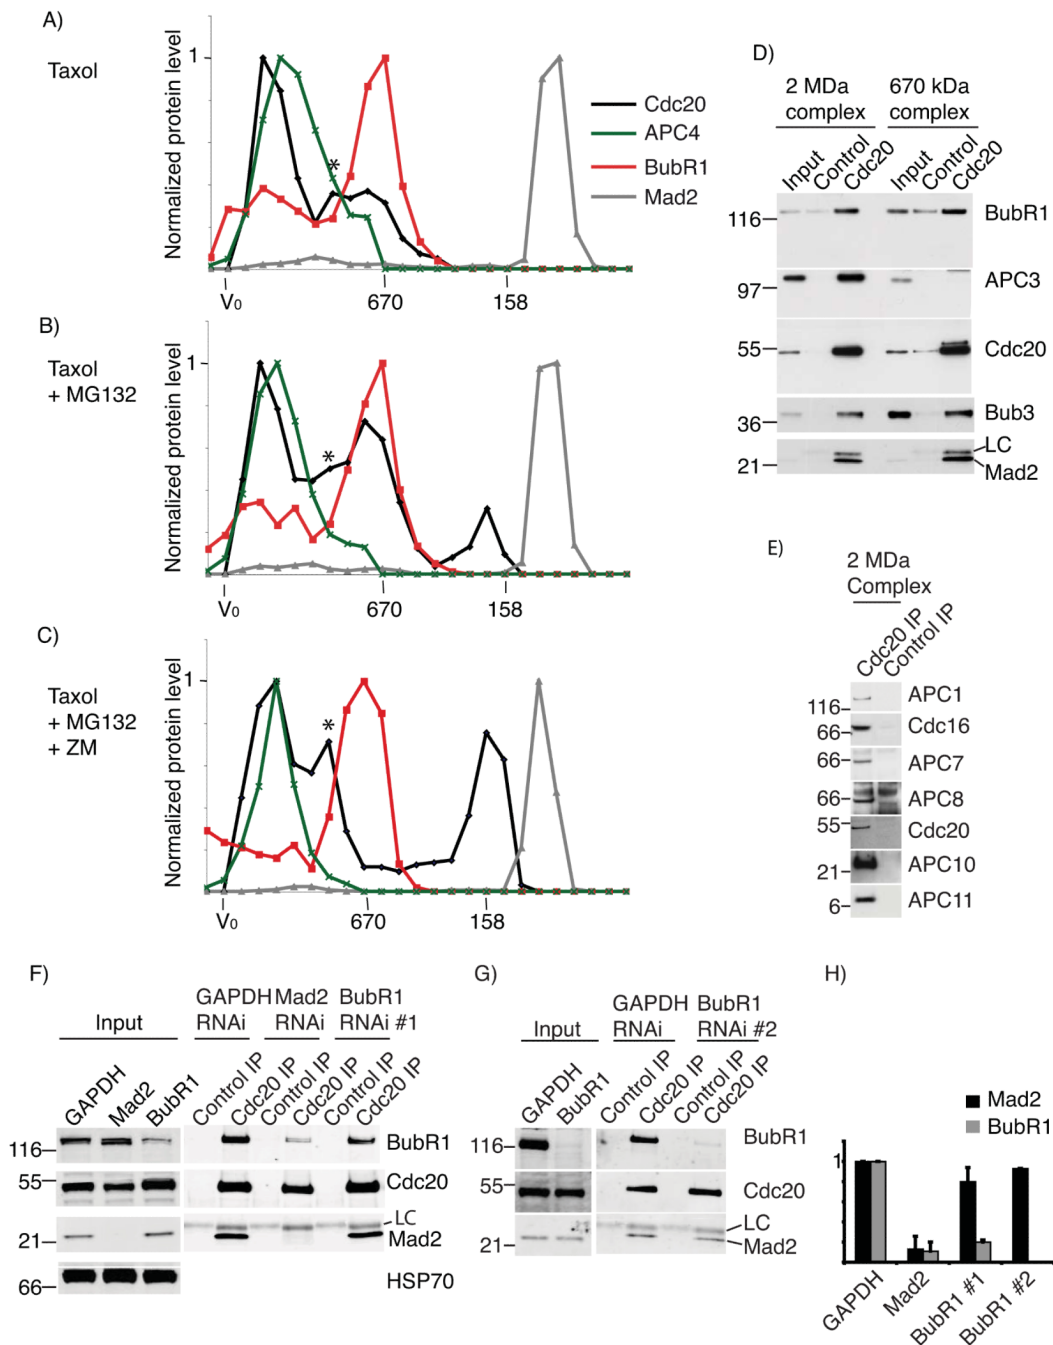 A)
Taxol
Normalized protein level
1
*
Cdc20
APC4
BubR1
Mad2
V₀
670
158
B)
Taxol
+ MG132
Normalized protein level
1
*
V₀
670
158
C)
Taxol
+ MG132
+ ZM
Normalized protein level
1
*
V₀
670
158
D)
2 MDa
complex
670 kDa
complex
Input
Control
Cdc20
Input
Control
Cdc20
116
BubR1
97
APC3
55
Cdc20
36
Bub3
21
LC
Mad2
E)
2 MDa
Complex
Cdc20 IP
Control IP
116
APC1
66
Cdc16
66
APC7
66
APC8
55
Cdc20
21
APC10
6
APC11
F)
Input
GAPDH
RNAi
Mad2
RNAi
BubR1
RNAi #1
GAPDH
Mad2
BubR1
Control IP
Cdc20 IP
Control IP
Cdc20 IP
Control IP
Cdc20 IP
116
BubR1
55
Cdc20
21
LC
Mad2
66
HSP70
G)
Input
GAPDH
RNAi
BubR1
RNAi #2
GAPDH
BubR1
Control IP
Cdc20 IP
Control IP
Cdc20 IP
116
BubR1
55
Cdc20
21
LC
Mad2
H)
Mad2
BubR1
1
GAPDH
Mad2
BubR1 #1
BubR1 #2